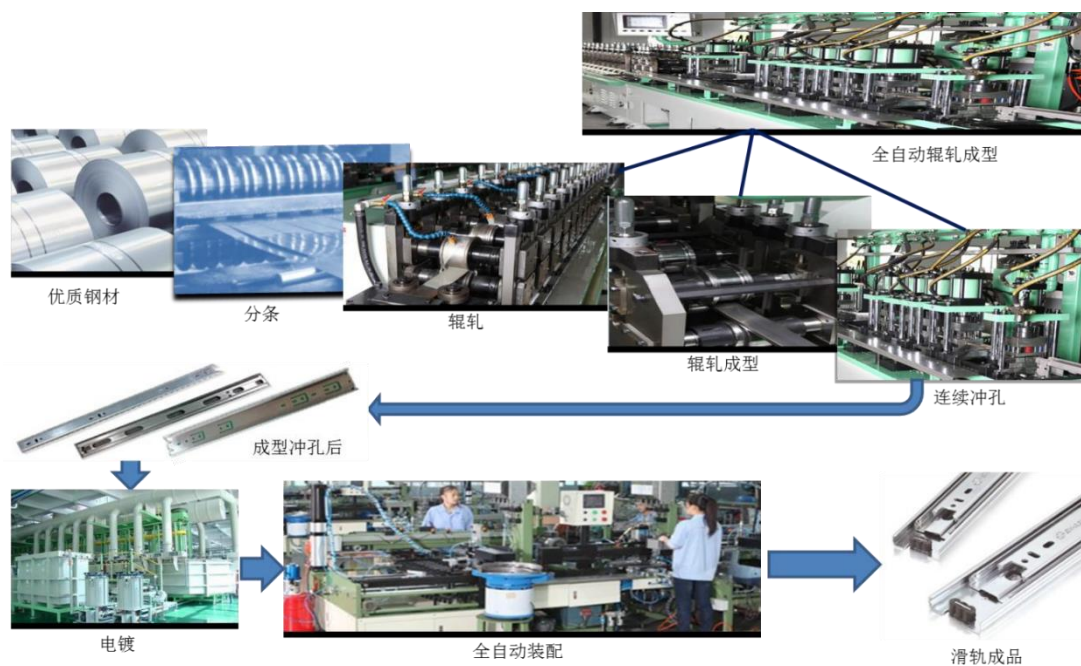 全自动辊轧成型
优质钢材
分条
辊轧
辊轧成型
连续冲孔
成型冲孔后
电镀
全自动装配
滑轨成品